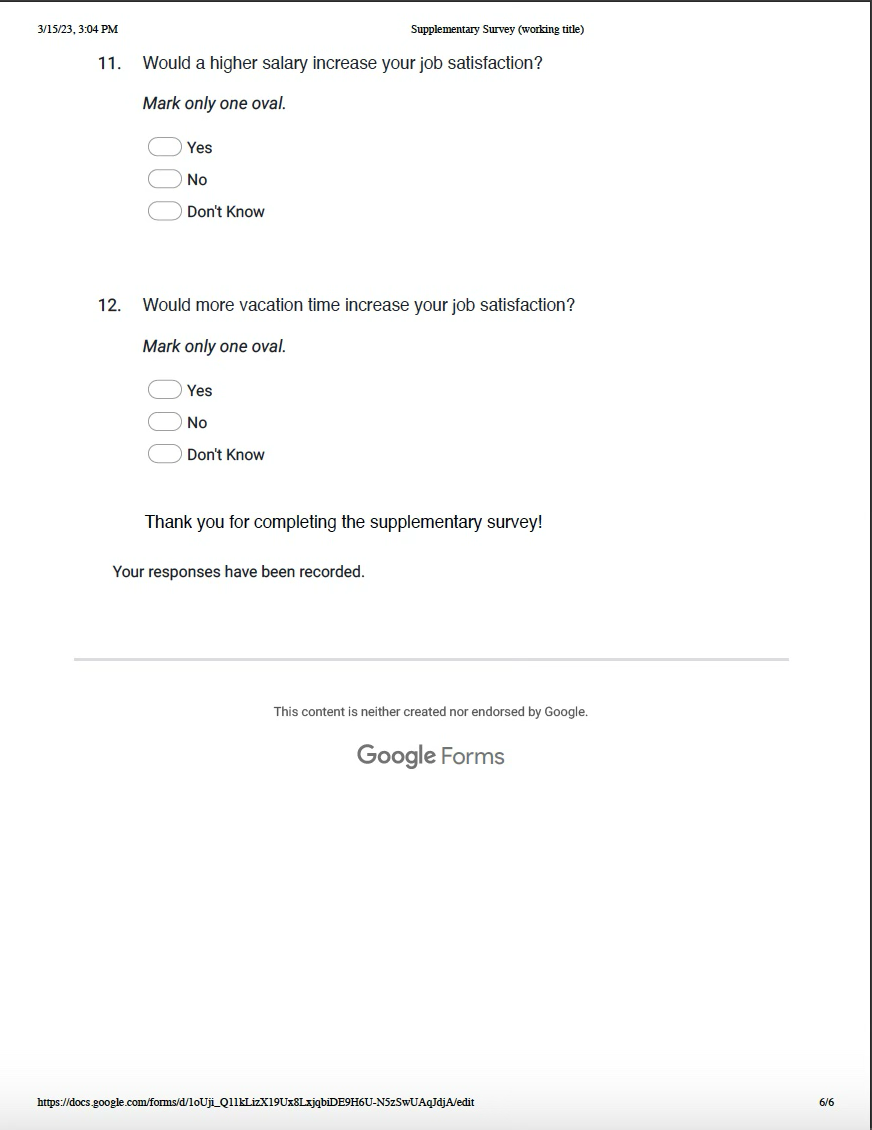 3/15/23, 3:04 PM Supplementary Survey (working title)
11. Would a higher salary increase your job satisfaction?
Mark only one oval.
Yes
No
Don't Know
12. Would more vacation time increase your job satisfaction?
Mark only one oval.
Yes
No
Don't Know
Thank you for completing the supplementary survey!
Your responses have been recorded.
This content is neither created nor endorsed by Google.
Google Forms
https://docs.google.com/forms/d/1oUji_Q11kLizX19Ux8LxjqbiDE9H6U-N5zSwUAqJdjA/edit 6/6